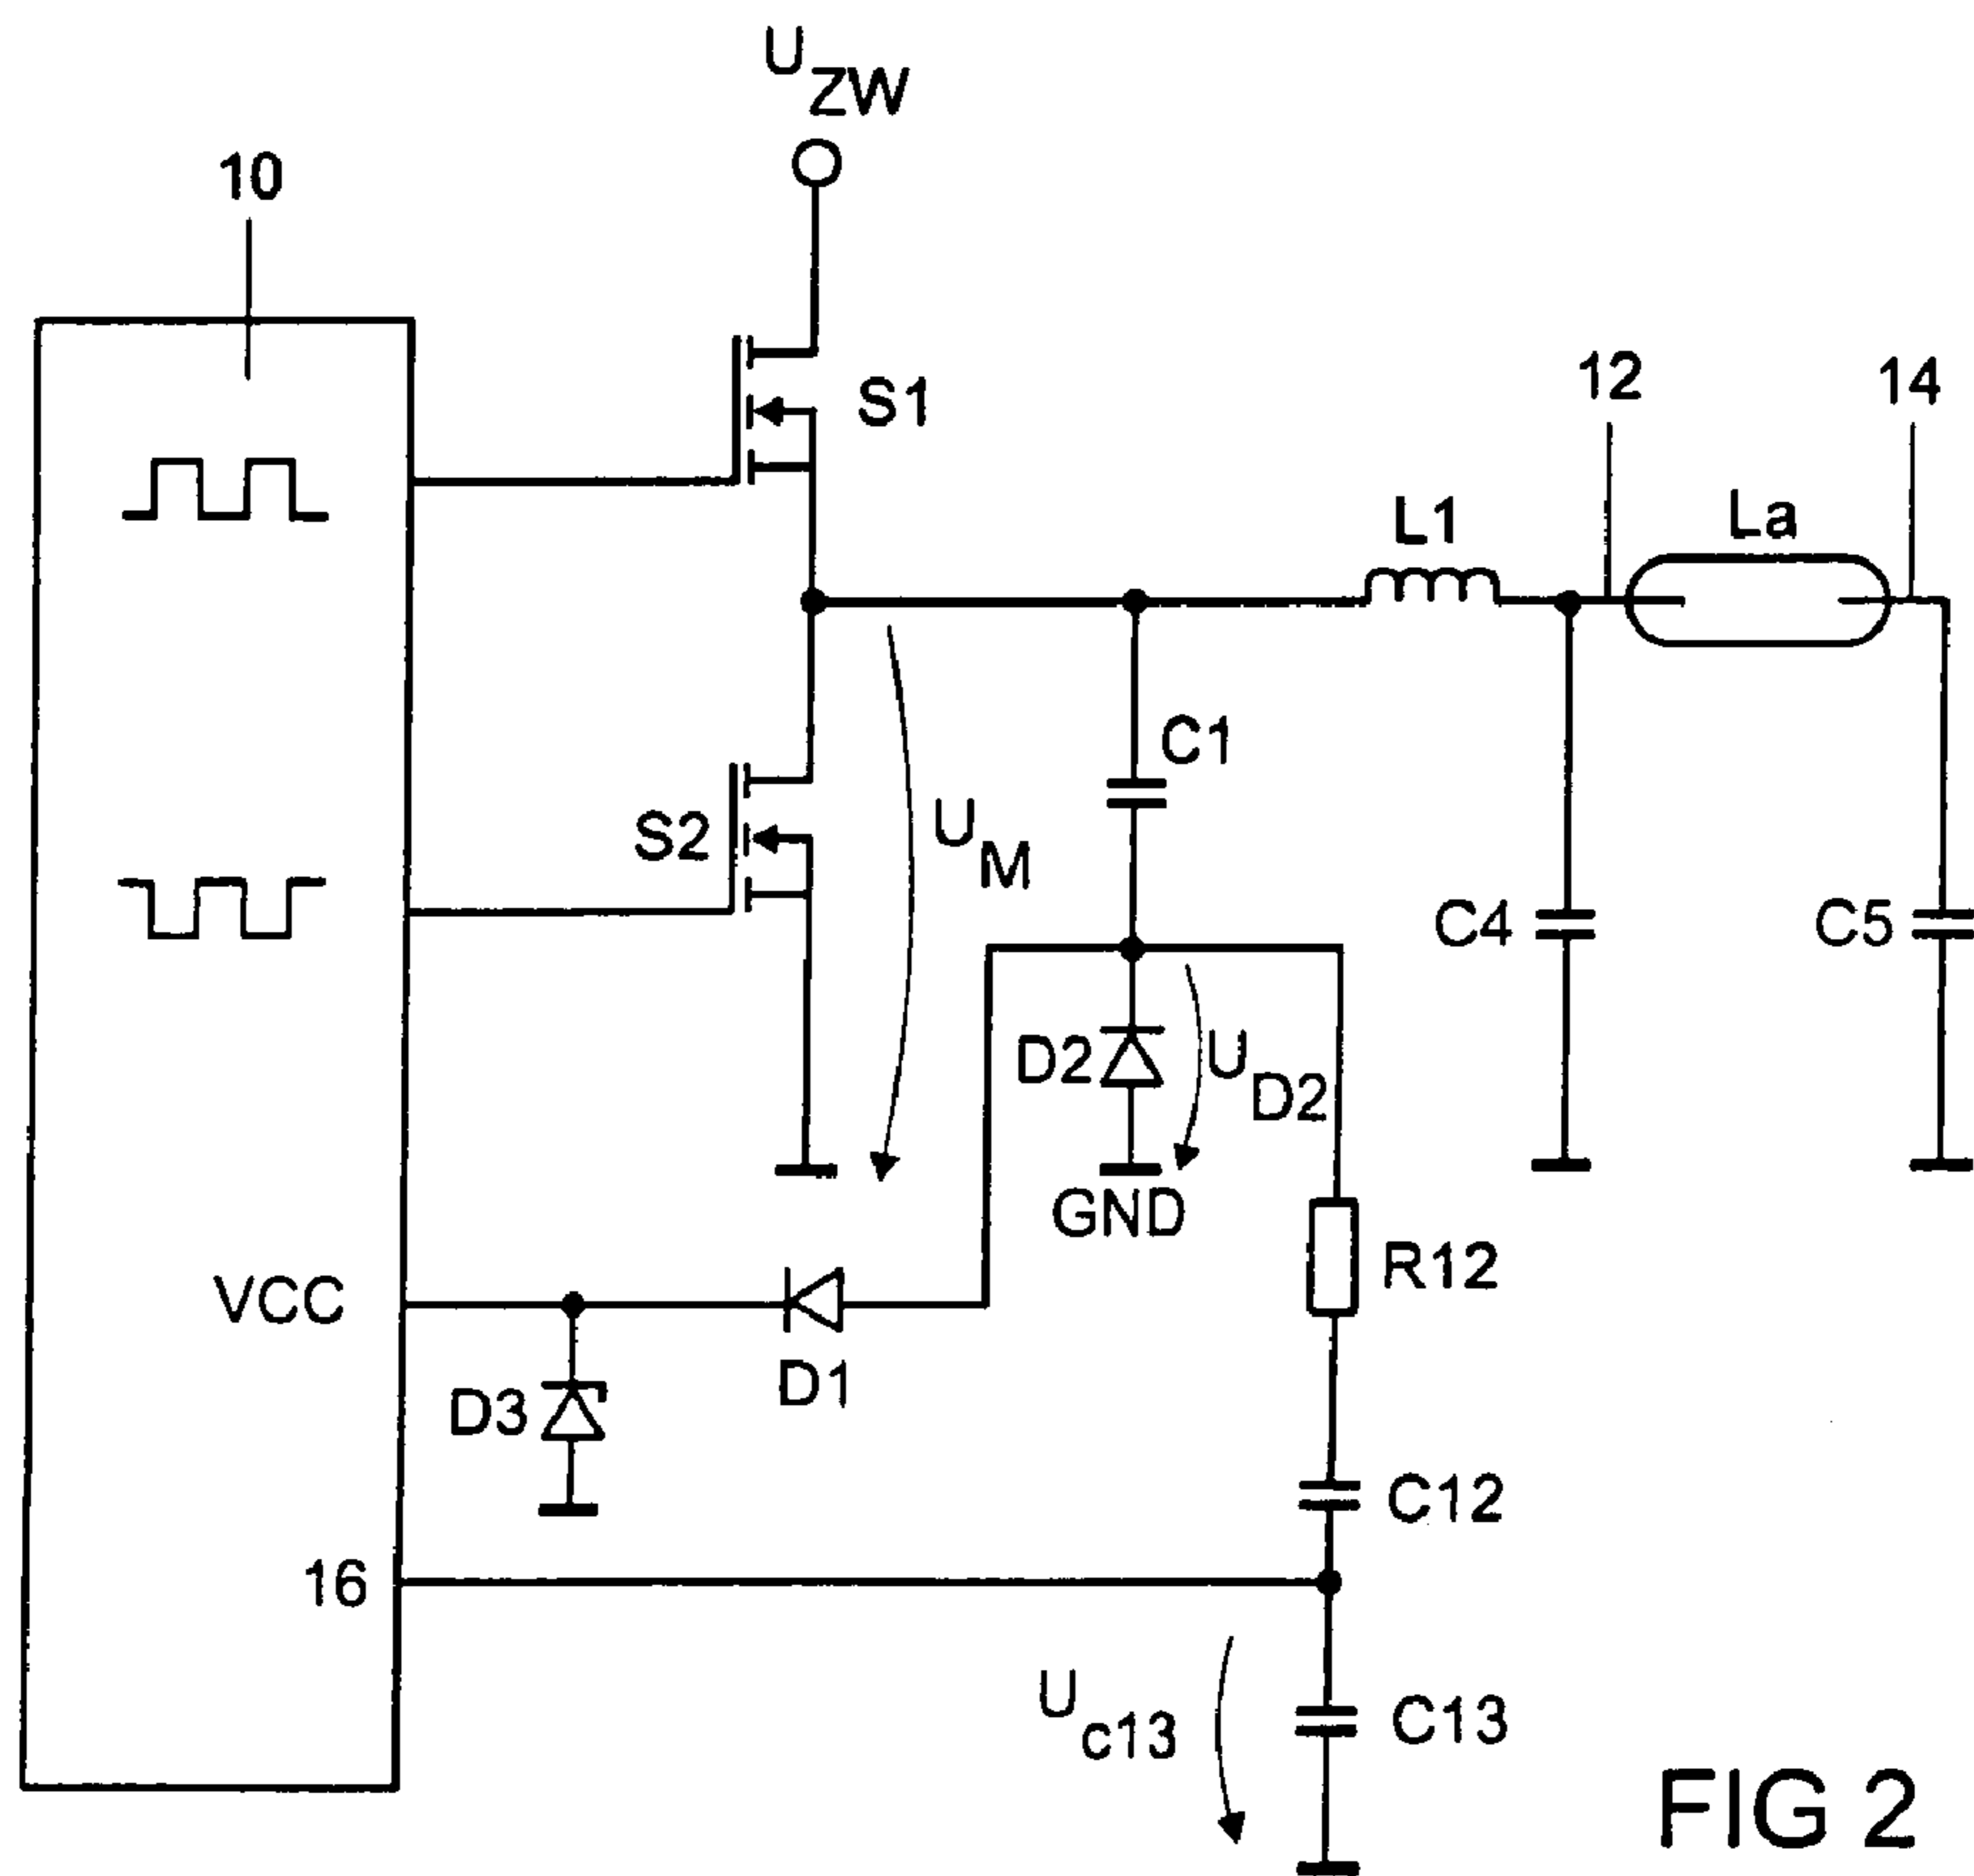 U ZW
10
S1
12
14
L1
La
C1
S2
U M
C4
C5
D2
U D2
GND
R12
VCC
D1
D3
C12
16
U c13
C13
FIG 2